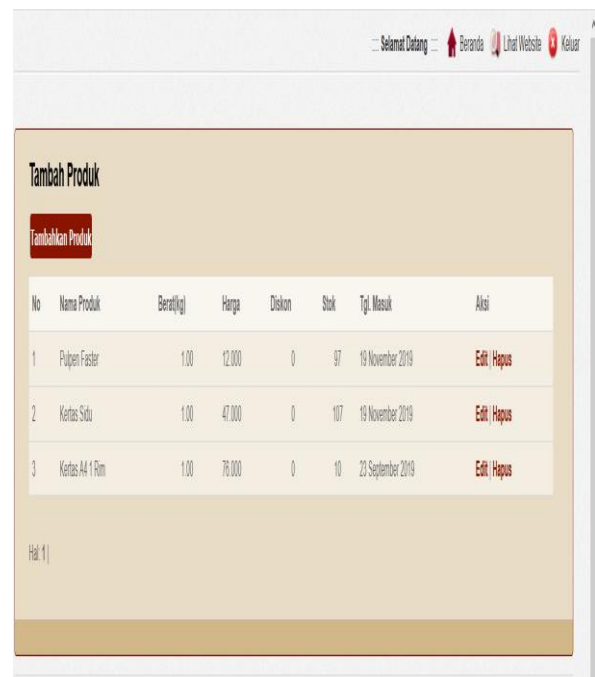 ::: Selamat Datang ::: Beranda Lihat Website Keluar
Tambah Produk
Tambahkan Produk
No Nama Produk Berat(kg) Harga Diskon Stok Tgl. Masuk Aksi
1 Pulpen Faster 1.00 12.000 0 97 19 November 2019 Edit | Hapus
2 Kertas Sidu 1.00 47.000 0 107 19 November 2019 Edit | Hapus
3 Kertas A4 1 Rim 1.00 76.000 0 10 23 September 2019 Edit | Hapus
Hal: 1 |